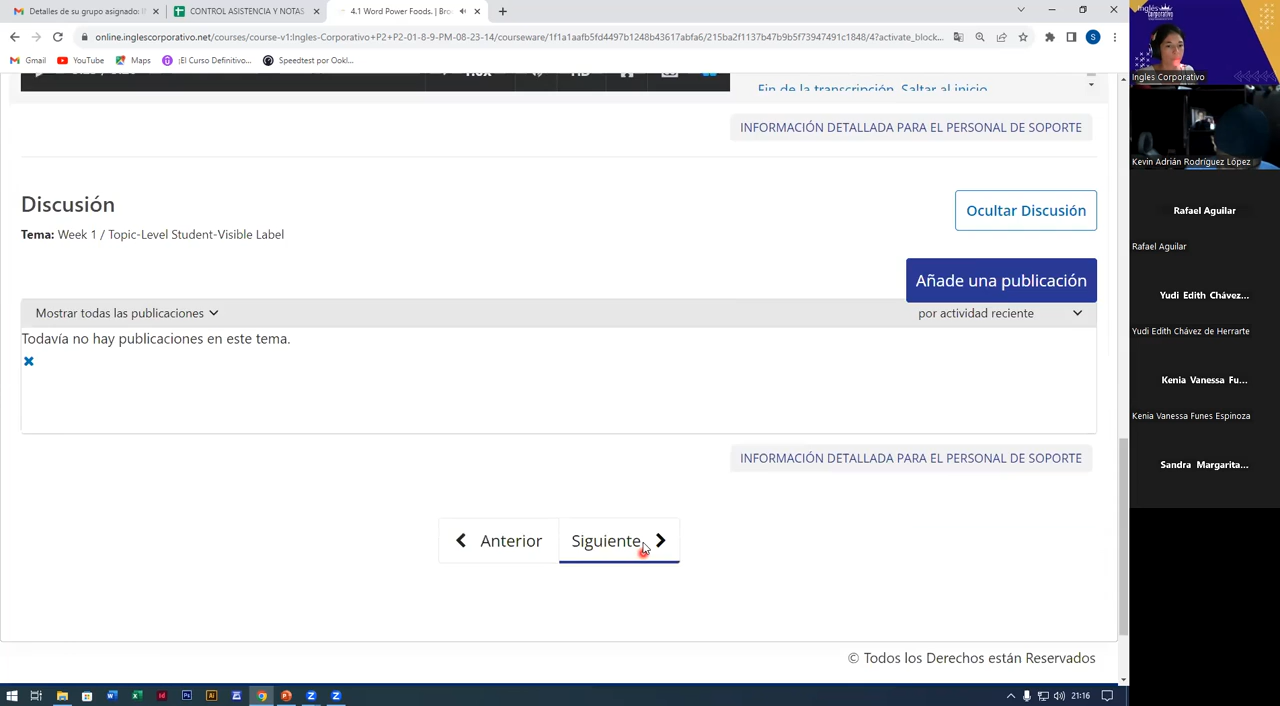 Detalles de su grupo asignado: I
CONTROL ASISTENCIA Y NOTAS
4.1 Word Power Foods. | Bro
online.inglescorporativo.net/courses/course-v1:Ingles-Corporativo+P2+P2-01-8-9-PM-08-23-14/courseware/1f1a1aafb5fd4497b1248b43617abfa6/215ba2f1137b47b9b5f73947491c1848/4?activate_block...
S
Gmail
YouTube
Maps
¡El Curso Definitivo...
Speedtest por Ookl...
Fin de la transcripción. Saltar al inicio
INFORMACIÓN DETALLADA PARA EL PERSONAL DE SOPORTE
Discusión
Ocultar Discusión
Tema: Week 1 / Topic-Level Student-Visible Label
Añade una publicación
Mostrar todas las publicaciones
por actividad reciente
Todavía no hay publicaciones en este tema.
INFORMACIÓN DETALLADA PARA EL PERSONAL DE SOPORTE
Anterior
Siguiente
© Todos los Derechos están Reservados
21:16
Inglés
Corporativo
Ingles Corporativo
Kevin Adrián Rodríguez López
Rafael Aguilar
Rafael Aguilar
Yudi Edith Chávez...
Yudi Edith Chávez de Herrarte
Kenia Vanessa Fu...
Kenia Vanessa Funes Espinoza
Sandra Margarita...